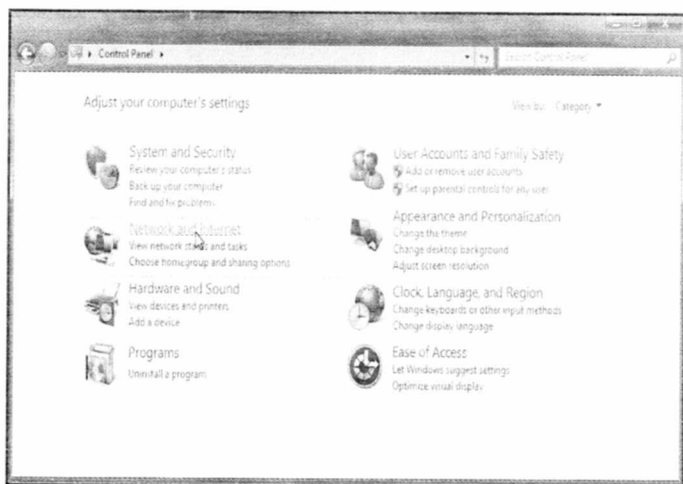 Control Panel
Search Control Panel
Adjust your computer's settings
View by: Category
System and Security
Review your computer's status
Back up your computer
Find and fix problems
Network and Internet
View network status and tasks
Choose homegroup and sharing options
Hardware and Sound
View devices and printers
Add a device
Programs
Uninstall a program
User Accounts and Family Safety
Add or remove user accounts
Set up parental controls for any user
Appearance and Personalization
Change the theme
Change desktop background
Adjust screen resolution
Clock, Language, and Region
Change keyboards or other input methods
Change display language
Ease of Access
Let Windows suggest settings
Optimize visual display